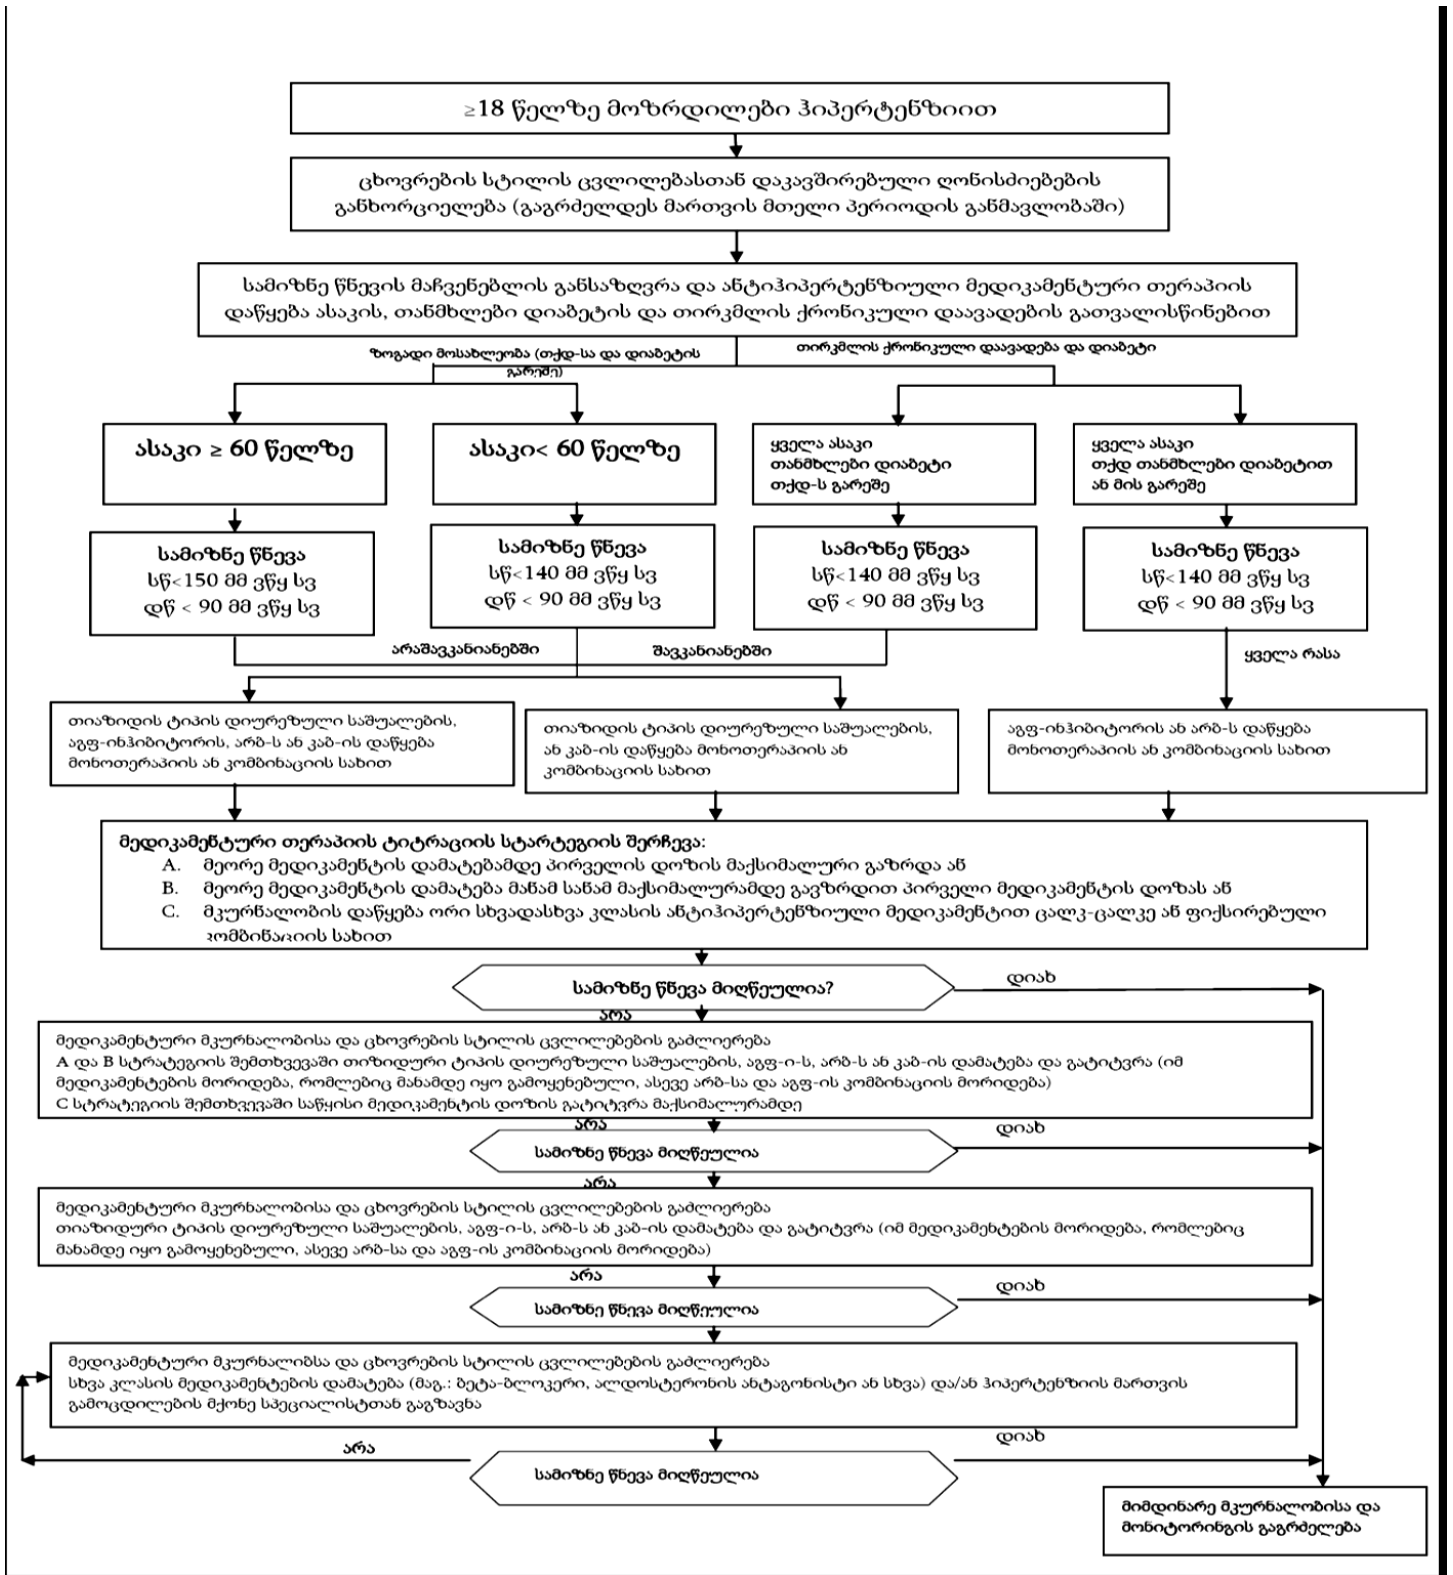 ≥18 წელზე მოზრდილები ჰიპერტენზიით
ცხოვრების სტილის ცვლილებასთან დაკავშირებული ღონისძიებების
განხორციელება (გაგრძელდეს მართვის მთელი პერიოდის განმავლობაში)
სამიზნე წნევის მაჩვენებლის განსაზღვრა და ანტიჰიპერტენზიული მედიკამენტური თერაპიის
დაწყება ასაკის, თანმხლები დიაბეტის და თირკმლის ქრონიკული დაავადების გათვალისწინებით
ზოგადი მოსახლეობა (თქდ-სა და დიაბეტის
გარეშე)
თირკმლის ქრონიკული დაავადება და დიაბეტი
ასაკი ≥ 60 წელზე
ასაკი< 60 წელზე
ყველა ასაკი
თანმხლები დიაბეტი
თქდ-ს გარეშე
ყველა ასაკი
თქდ თანმხლები დიაბეტით
ან მის გარეშე
სამიზნე წნევა
სწ<150 მმ ვწყ სვ
დწ < 90 მმ ვწყ სვ
სამიზნე წნევა
სწ<140 მმ ვწყ სვ
დწ < 90 მმ ვწყ სვ
სამიზნე წნევა
სწ<140 მმ ვწყ სვ
დწ < 90 მმ ვწყ სვ
სამიზნე წნევა
სწ<140 მმ ვწყ სვ
დწ < 90 მმ ვწყ სვ
არაშავკანიანებში
შავკანიანებში
ყველა რასა
თიაზიდის ტიპის დიურეზული საშუალების,
აგფ-ინჰიბიტორის, არბ-ს ან კაბ-ის დაწყება
მონოთერაპიის ან კომბინაციის სახით
თიაზიდის ტიპის დიურეზული საშუალების,
ან კაბ-ის დაწყება მონოთერაპიის ან
კომბინაციის სახით
აგფ-ინჰიბიტორის ან არბ-ს დაწყება
მონოთერაპიის ან კომბინაციის სახით
მედიკამენტური თერაპიის ტიტრაციის სტარტეგიის შერჩევა:
A. მეორე მედიკამენტის დამატებამდე პირველის დოზის მაქსიმალური გაზრდა ან
B. მეორე მედიკამენტის დამატება მანამ სანამ მაქსიმალურამდე გავზრდით პირველი მედიკამენტის დოზას ან
C. მკურნალობის დაწყება ორი სხვადასხვა კლასის ანტიჰიპერტენზიული მედიკამენტით ცალკ-ცალკე ან ფიქსირებული
კომბინაციის სახით
სამიზნე წნევა მიღწეულია?
დიახ
არა
მედიკამენტური მკურნალობისა და ცხოვრების სტილის ცვლილებების გაძლიერება
A და B სტრატეგიის შემთხვევაში თიზიდური ტიპის დიურეზული საშუალების, აგფ-ი-ს, არბ-ს ან კაბ-ის დამატება და გატიტვრა (იმ
მედიკამენტების მორიდება, რომლებიც მანამდე იყო გამოყენებული, ასევე არბ-სა და აგფ-ის კომბინაციის მორიდება)
C სტრატეგიის შემთხვევაში საწყისი მედიკამენტის დოზის გატიტვრა მაქსიმალურამდე
არა
დიახ
სამიზნე წნევა მიღწეულია
არა
მედიკამენტური მკურნალობისა და ცხოვრების სტილის ცვლილებების გაძლიერება
თიაზიდური ტიპის დიურეზული საშუალების, აგფ-ი-ს, არბ-ს ან კაბ-ის დამატება და გატიტვრა (იმ მედიკამენტების მორიდება, რომლებიც
მანამდე იყო გამოყენებული, ასევე არბ-სა და აგფ-ის კომბინაციის მორიდება)
არა
დიახ
სამიზნე წნევა მიღწეულია
მედიკამენტური მკურნალიბსა და ცხოვრების სტილის ცვლილებების გაძლიერება
სხვა კლასის მედიკამენტების დამატება (მაგ.: ბეტა-ბლოკერი, ალდოსტერონის ანტაგონისტი ან სხვა) და/ან ჰიპერტენზიის მართვის
გამოცდილების მქონე სპეციალისტთან გაგზავნა
არა
დიახ
სამიზნე წნევა მიღწეულია
მიმდინარე მკურნალობისა და
მონიტორინგის გაგრძელება